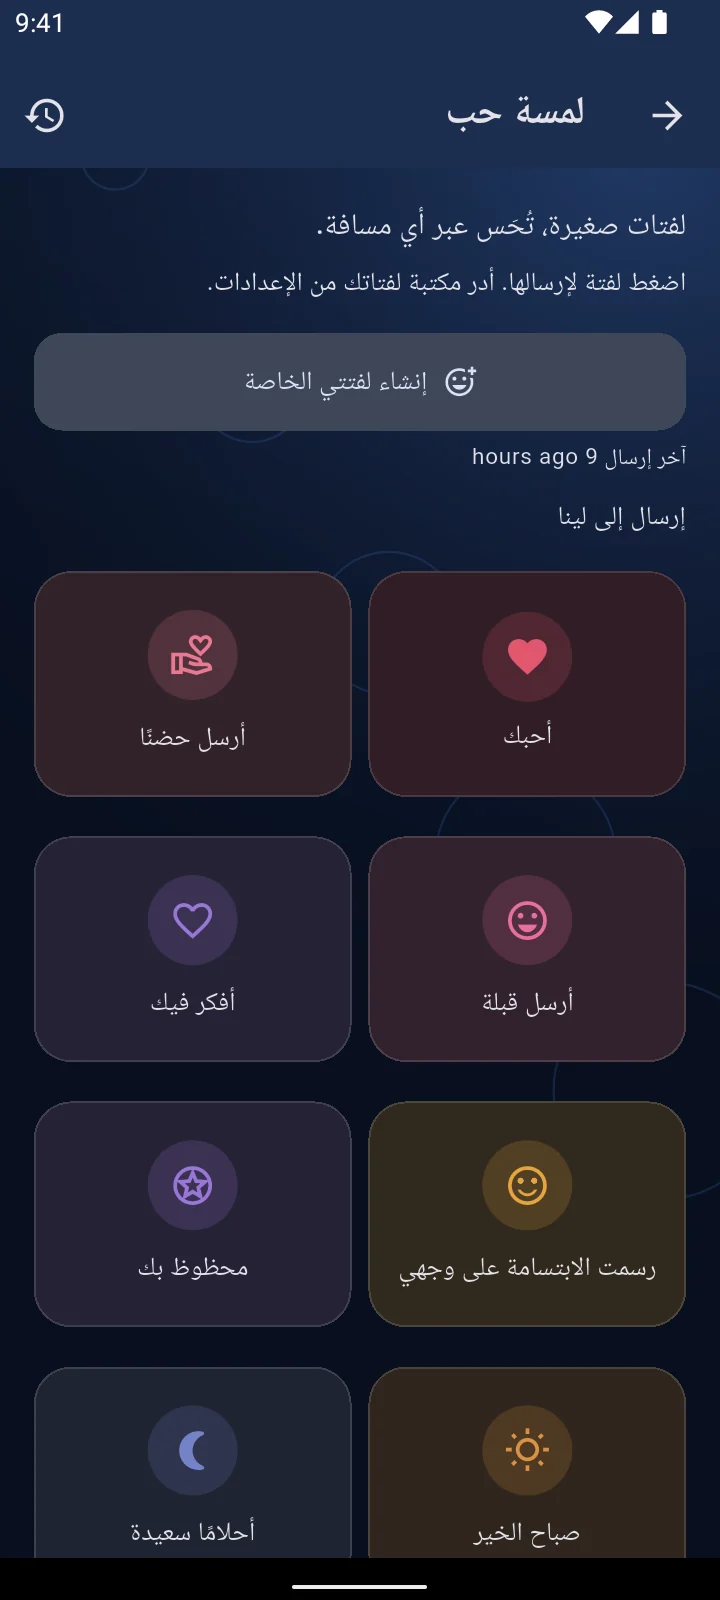 9:41
لمسة حب
لفتات صغيرة، تُحَس عبر أي مسافة.
اضغط لفتة لإرسالها. أدر مكتبة لفتاتك من الإعدادات.
إنشاء لفتتي الخاصة
آخر إرسال 9 hours ago
إرسال إلى لينا
أحبك
أرسل حضنًا
أرسل قبلة
أفكر فيك
رسمت الابتسامة على وجهي
محظوظ بك
صباح الخير
أحلامًا سعيدة